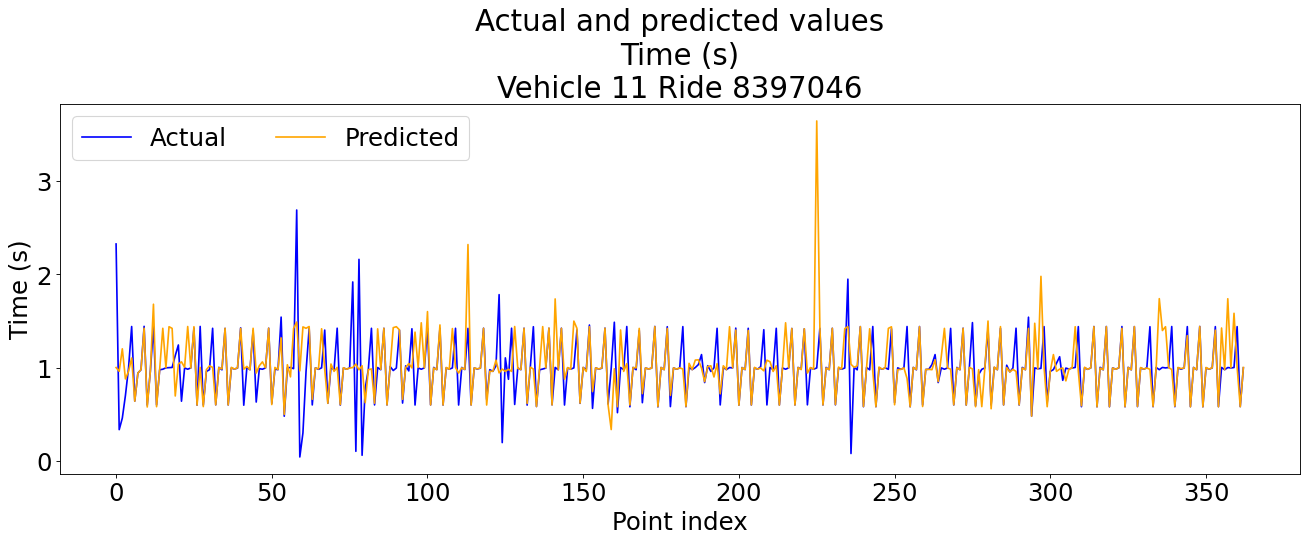 Actual and predicted values
Time (s)
Vehicle 11 Ride 8397046
Actual Predicted
Time (s)
3
2
1
0
0 50 100 150 200 250 300 350
Point index